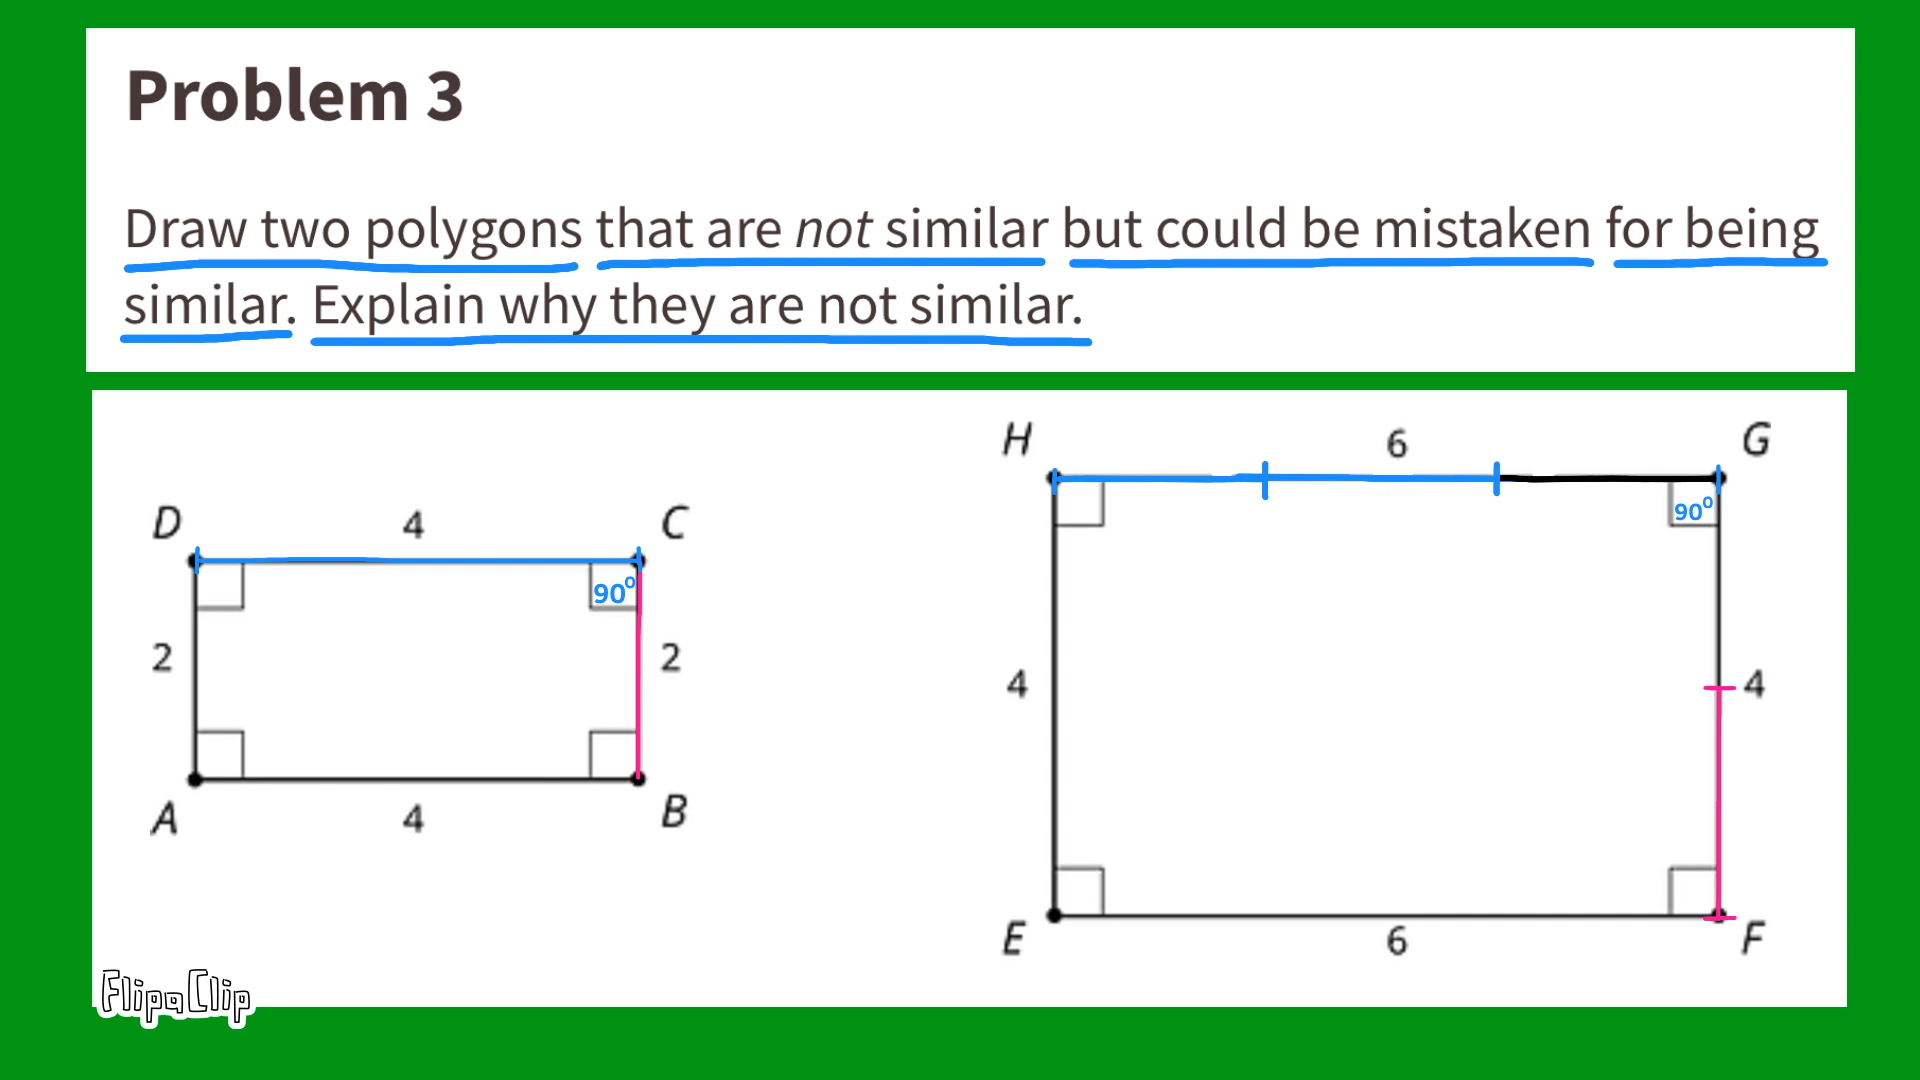 Problem 3
Draw two polygons that are not similar but could be mistaken for being
similar. Explain why they are not similar.
H 6 G
90°
D 4 C
90°
2 2
4 4
A 4 B
E 6 F
FlipaClip